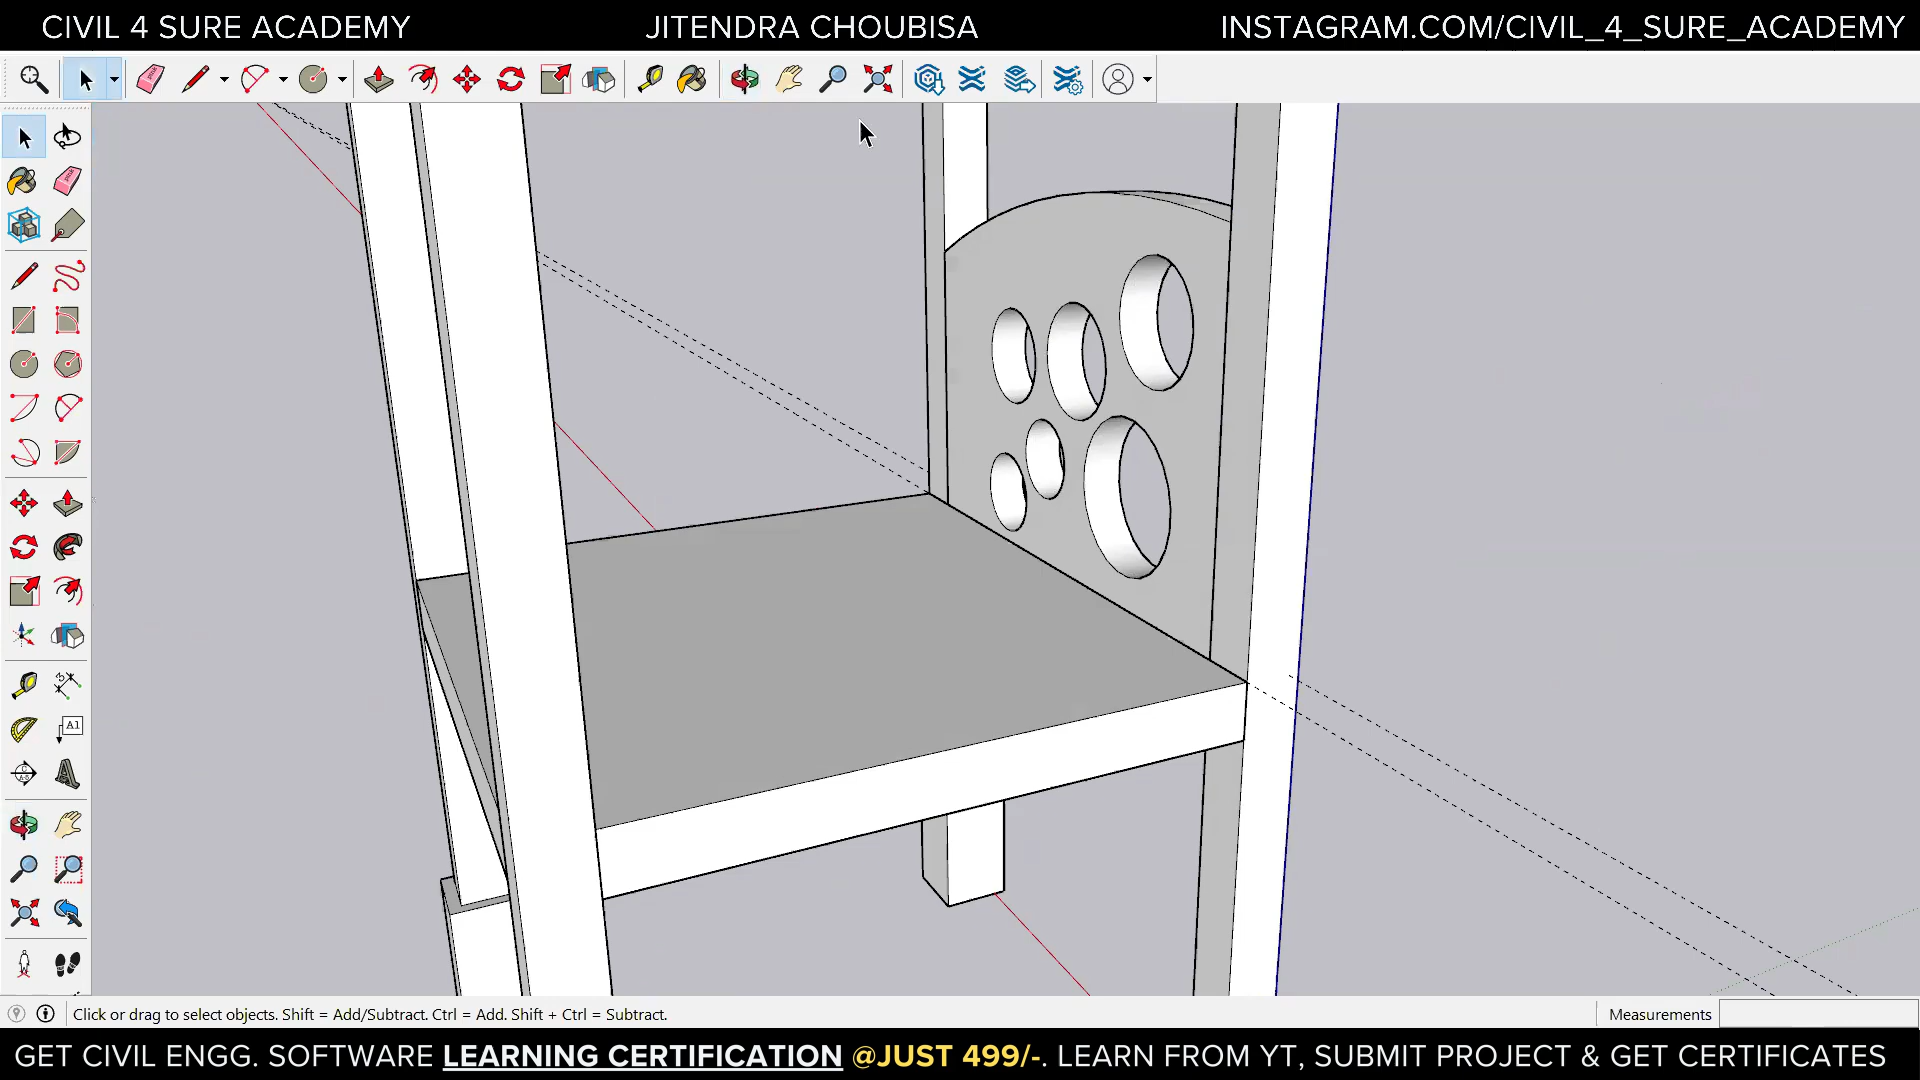 CIVIL 4 SURE ACADEMY
JITENDRA CHOUBISA
INSTAGRAM.COM/CIVIL_4_SURE_ACADEMY
A1
Click or drag to select objects. Shift = Add/Subtract. Ctrl = Add. Shift + Ctrl = Subtract.
Measurements
GET CIVIL ENGG. SOFTWARE LEARNING CERTIFICATION @JUST 499/-. LEARN FROM YT, SUBMIT PROJECT & GET CERTIFICATES